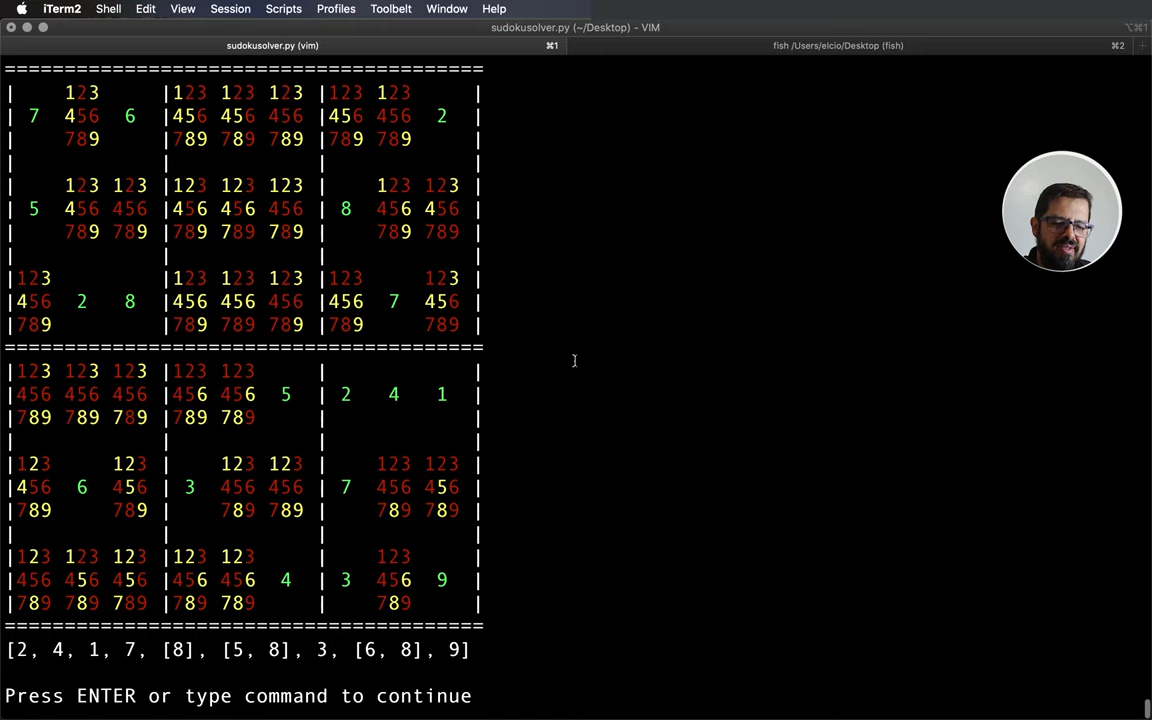 iTerm2 Shell Edit View Session Scripts Profiles Toolbelt Window Help
sudokusolver.py (~/Desktop) - VIM ⌥⌘1
sudokusolver.py (vim) ⌘1 fish /Users/elcio/Desktop (fish) ⌘2 +
========================================
|    123     |123 123 123 |123 123     |
| 7  456  6  |456 456 456 |456 456  2  |
|    789     |789 789 789 |789 789     |
|            |            |            |
|    123 123 |123 123 123 |    123 123 |
| 5  456 456 |456 456 456 | 8  456 456 |
|    789 789 |789 789 789 |    789 789 |
|            |            |            |
|123         |123 123 123 |123     123 |
|456  2   8  |456 456 456 |456  7  456 |
|789         |789 789 789 |789     789 |
========================================
|123 123 123 |123 123     |            |
|456 456 456 |456 456  5  | 2   4   1  |
|789 789 789 |789 789     |            |
|            |            |            |
|123     123 |    123 123 |    123 123 |
|456  6  456 | 3  456 456 | 7  456 456 |
|789     789 |    789 789 |    789 789 |
|            |            |            |
|123 123 123 |123 123     |    123     |
|456 456 456 |456 456  4  | 3  456  9  |
|789 789 789 |789 789     |    789     |
========================================
[2, 4, 1, 7, [8], [5, 8], 3, [6, 8], 9]
Press ENTER or type command to continue